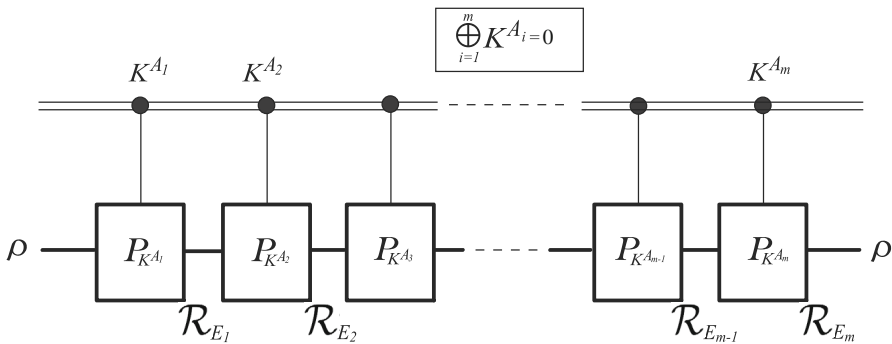 m
⊕ K^{A_i}=0
i=1
K^{A_1} K^{A_2} K^{A_m}
ρ P_{K^{A_1}} P_{K^{A_2}} P_{K^{A_3}} P_{K^{A_{m-1}}} P_{K^{A_m}} ρ
ℛ_{E_1} ℛ_{E_2} ℛ_{E_{m-1}} ℛ_{E_m}